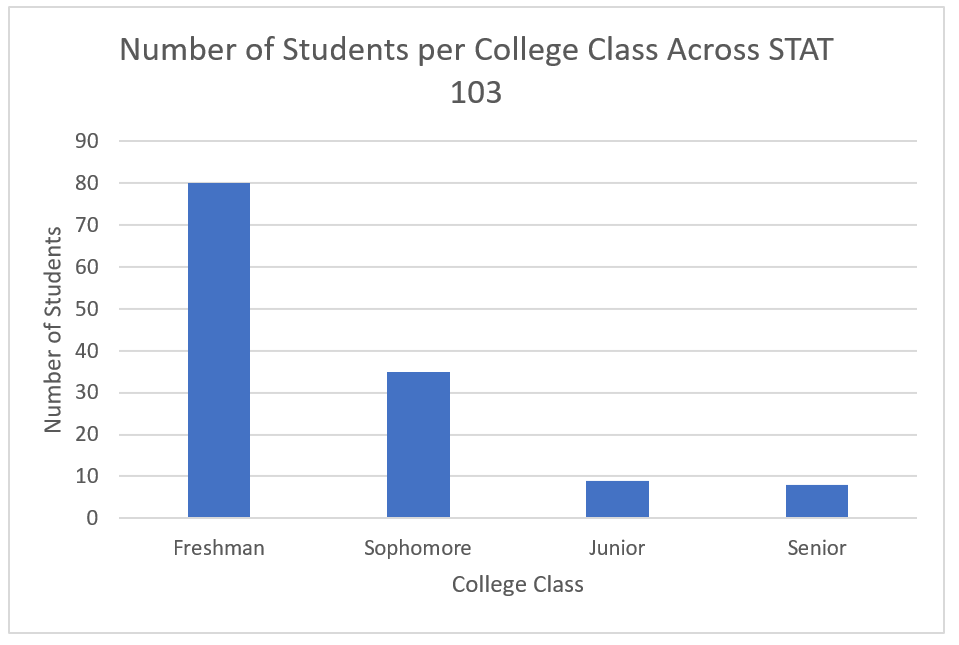 Number of Students per College Class Across STAT
103
90
80
70
60
50
40
30
20
10
0
Number of Students
Freshman Sophomore Junior Senior
College Class